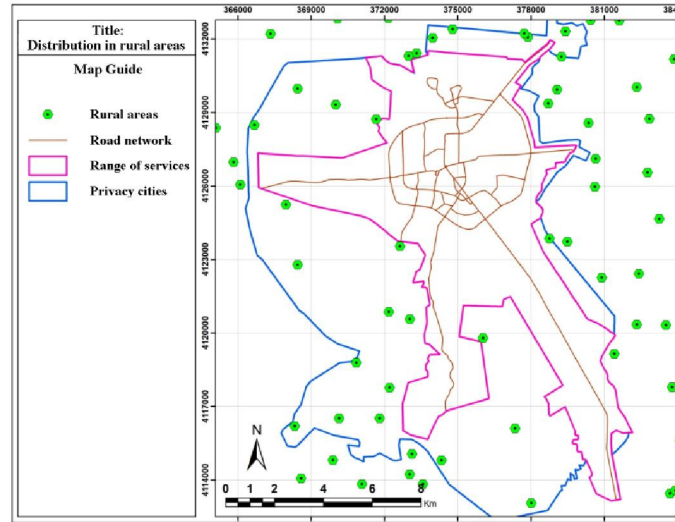 Title:
Distribution in rural areas
Map Guide
Rural areas
Road network
Range of services
Privacy cities
366000 369000 372000 375000 378000 381000 384
4132000
4129000
4126000
4123000
4120000
4117000
4114000
N
0 1 2 4 6 8
Km